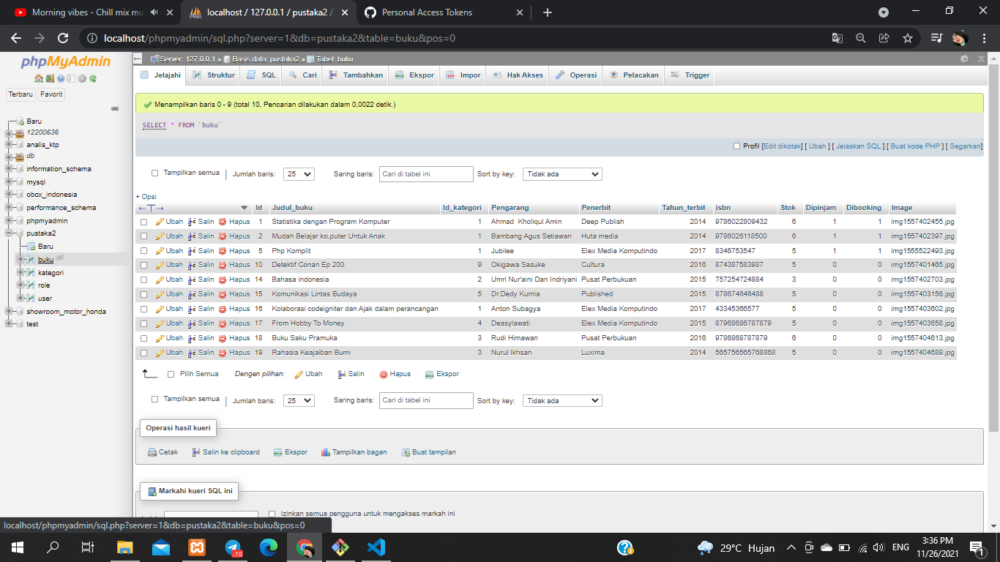 Morning vibes - Chill mix mu
localhost / 127.0.0.1 / pustaka2 /
Personal Access Tokens
localhost/phpmyadmin/sql.php?server=1&db=pustaka2&table=buku&pos=0
phpMyAdmin
Terbaru Favorit
Baru
12200636
analis_ktp
db
information_schema
mysql
obox_indonesia
performance_schema
phpmyadmin
pustaka2
Baru
buku
kategori
role
user
showroom_motor_honda
test
Server: 127.0.0.1 » Basis data: pustaka2 » Tabel: buku
Jelajahi Struktur SQL Cari Tambahkan Ekspor Impor Hak Akses Operasi Pelacakan Trigger
Menampilkan baris 0 - 9 (total 10, Pencarian dilakukan dalam 0,0022 detik.)
SELECT * FROM `buku`
Profil [Edit dikotak] [ Ubah ] [ Jelaskan SQL ] [ Buat kode PHP ] [ Segarkan]
Tampilkan semua | Jumlah baris: 25 Saring baris: Cari di tabel ini Sort by key: Tidak ada
+ Opsi
←T→ Id Judul_buku Id_kategori Pengarang Penerbit Tahun_terbit isbn Stok Dipinjam Dibooking Image
Ubah Salin Hapus 1 Statistika dengan Program Komputer 1 Ahmad Kholiqul Amin Deep Publish 2014 9786022809432 6 1 1 img1557402455.jpg
Ubah Salin Hapus 2 Mudah Belajar ko,puter Untuk Anak 1 Bambang Agus Setiawan Huta media 2014 9786026118500 6 1 1 img1557402397.jpg
Ubah Salin Hapus 5 Php Komplit 1 Jubilee Elex Media Komputindo 2017 8346753547 5 1 1 img1555522493.jpg
Ubah Salin Hapus 10 Detektif Conan Ep 200 9 Okigawa Sasuke Cultura 2016 874387583987 5 0 0 img1557401465.jpg
Ubah Salin Hapus 14 Bahasa indonesia 2 Umri Nur'aini Dan Indriyani Pusat Perbukuan 2015 757254724884 3 0 0 img1557402703.jpg
Ubah Salin Hapus 15 Komunikasi Lintas Budaya 5 Dr.Dedy Kurnia Published 2015 878674646488 5 0 0 img1557403156.jpg
Ubah Salin Hapus 16 Kolaborasi codeigniter dan Ajak dalam perancangan 1 Anton Subagya Elex Media Komputindo 2017 43345366577 5 0 0 img1557403602.jpg
Ubah Salin Hapus 17 From Hobby To Money 4 Deasylawati Elex Media Komputindo 2015 87968686787879 5 0 0 img1557403658.jpg
Ubah Salin Hapus 18 Buku Saku Pramuka 3 Rudi Himawan Pusat Perbukuan 2016 9786868787879 6 0 0 img1557404613.jpg
Ubah Salin Hapus 19 Rahasia Keajaiban Bumi 3 Nurul Ikhsan Luxima 2014 565756565768868 5 0 0 img1557404689.jpg
Pilih Semua Dengan pilihan: Ubah Salin Hapus Ekspor
Tampilkan semua | Jumlah baris: 25 Saring baris: Cari di tabel ini Sort by key: Tidak ada
Operasi hasil kueri
Cetak Salin ke clipboard Ekspor Tampilkan bagan Buat tampilan
Markahi kueri SQL ini
Izinkan semua pengguna untuk mengakses markah ini
localhost/phpmyadmin/sql.php?server=1&db=pustaka2&table=buku&pos=0
29°C Hujan ENG 3:36 PM
11/26/2021